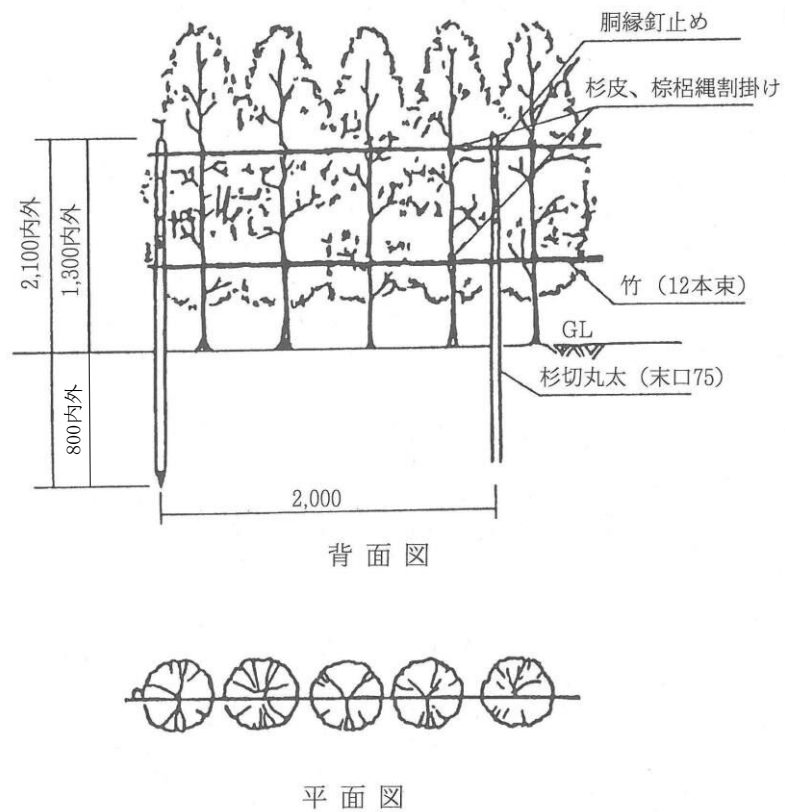 胴縁釘止め
杉皮、棕梠縄割掛け
2,100内外
1,300内外
竹（12本束）
GL
杉切丸太（末口75）
800内外
2,000
背面図
平面図